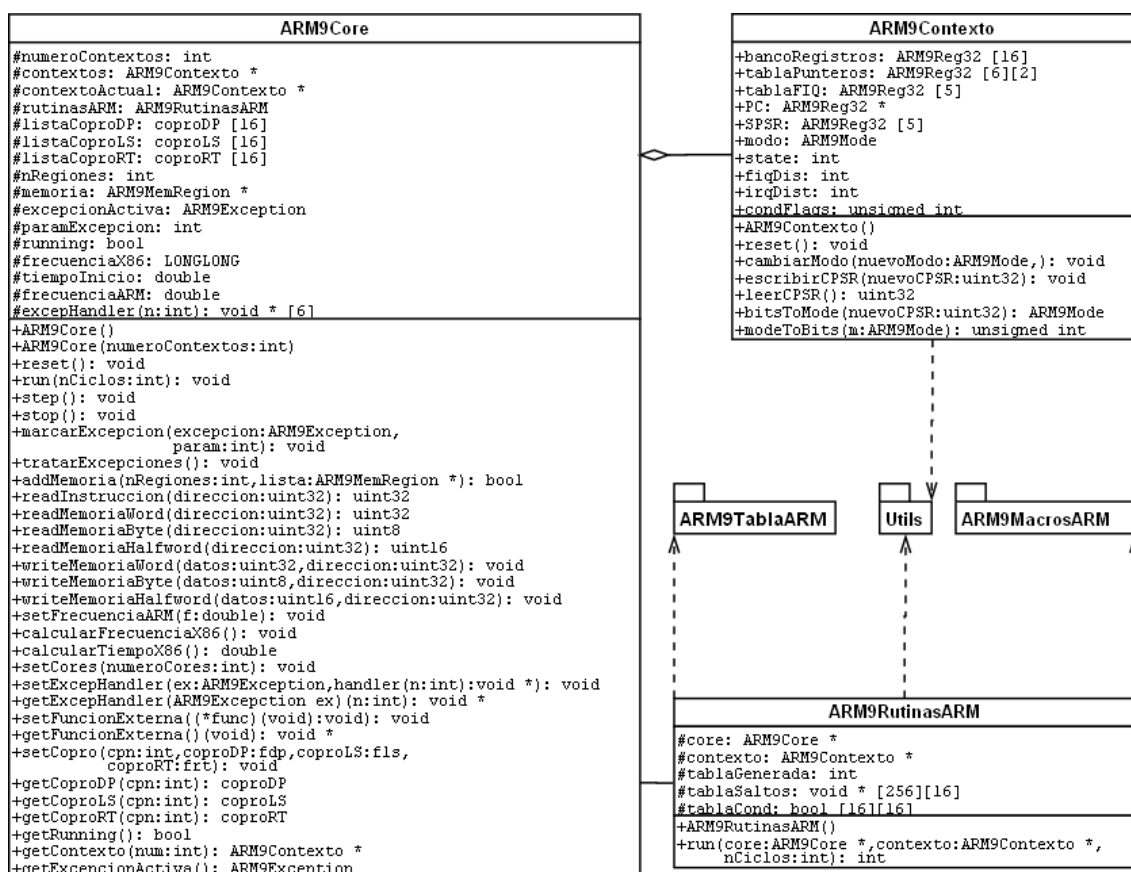 ARM9Core
#numeroContextos: int
#contextos: ARM9Contexto *
#contextoActual: ARM9Contexto *
#rutinasARM: ARM9RutinasARM
#listaCoproDP: coproDP [16]
#listaCoproLS: coproLS [16]
#listaCoproRT: coproRT [16]
#nRegiones: int
#memoria: ARM9MemRegion *
#excepcionActiva: ARM9Exception
#paramExcepcion: int
#running: bool
#frecuenciaX86: LONGLONG
#tiempoInicio: double
#frecuenciaARM: double
#excepHandler(n:int): void * [6]
+ARM9Core()
+ARM9Core(numeroContextos:int)
+reset(): void
+run(nCiclos:int): void
+step(): void
+stop(): void
+marcarExcepcion(excepcion:ARM9Exception,
param:int): void
+tratarExcepciones(): void
+addMemoria(nRegiones:int,lista:ARM9MemRegion *): bool
+readInstruccion(direccion:uint32): uint32
+readMemoriaWord(direccion:uint32): uint32
+readMemoriaByte(direccion:uint32): uint8
+readMemoriaHalfword(direccion:uint32): uint16
+writeMemoriaWord(datos:uint32,direccion:uint32): void
+writeMemoriaByte(datos:uint8,direccion:uint32): void
+writeMemoriaHalfword(datos:uint16,direccion:uint32): void
+setFrecuenciaARM(f:double): void
+calcularFrecuenciaX86(): void
+calcularTiempoX86(): double
+setCores(numeroCores:int): void
+setExcepHandler(ex:ARM9Exception,handler(n:int):void *): void
+getExcepHandler(ARM9Excepction ex)(n:int): void *
+setFuncionExterna((*func)(void):void): void
+getFuncionExterna()(void): void *
+setCopro(cpn:int,coproDP:fdp,coproLS:fls,
coproRT:frt): void
+getCoproDP(cpn:int): coproDP
+getCoproLS(cpn:int): coproLS
+getCoproRT(cpn:int): coproRT
+getRunning(): bool
+getContexto(num:int): ARM9Contexto *
+getExcencionActiva(): ARM9Exception
ARM9Contexto
+bancoRegistros: ARM9Reg32 [16]
+tablaPunteros: ARM9Reg32 [6][2]
+tablaFIQ: ARM9Reg32 [5]
+PC: ARM9Reg32 *
+SPSR: ARM9Reg32 [5]
+modo: ARM9Mode
+state: int
+fiqDis: int
+irqDist: int
+condFlags: unsigned int
+ARM9Contexto()
+reset(): void
+cambiarModo(nuevoModo:ARM9Mode,): void
+escribirCPSR(nuevoCPSR:uint32): void
+leerCPSR(): uint32
+bitsToMode(nuevoCPSR:uint32): ARM9Mode
+modeToBits(m:ARM9Mode): unsigned int
ARM9TablaARM
Utils
ARM9MacrosARM
ARM9RutinasARM
#core: ARM9Core *
#contexto: ARM9Contexto *
#tablaGenerada: int
#tablaSaltos: void * [256][16]
#tablaCond: bool [16][16]
+ARM9RutinasARM()
+run(core:ARM9Core *,contexto:ARM9Contexto *,
nCiclos:int): int